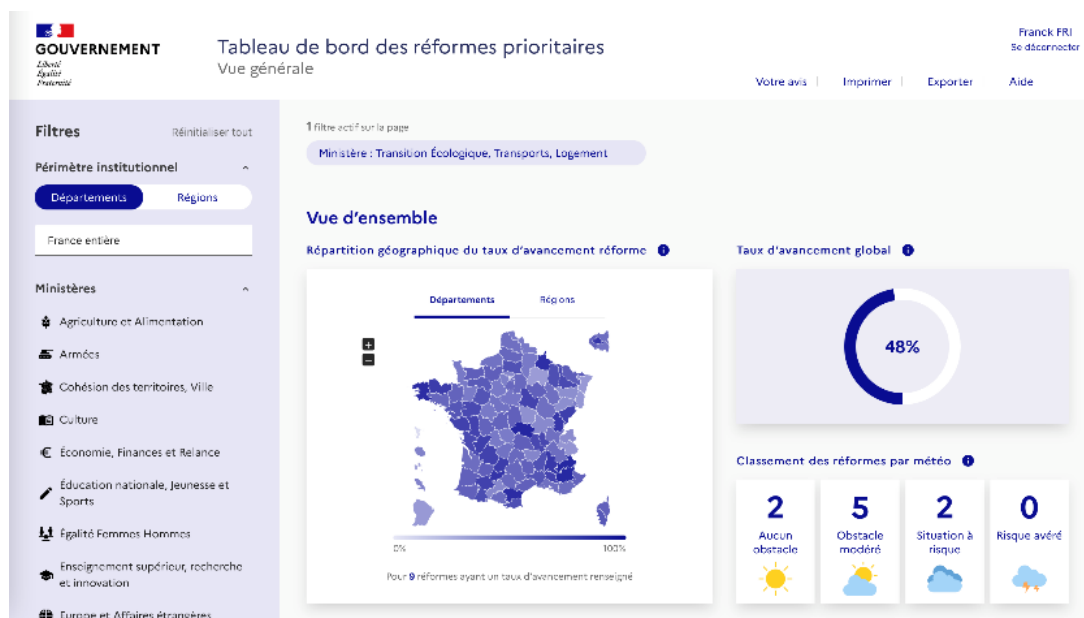 GOUVERNEMENT
Liberté
Égalité
Fraternité
Tableau de bord des réformes prioritaires
Vue générale
Franck FRI
Se déconnecter
Votre avis
Imprimer
Exporter
Aide
Filtres
Réinitialiser tout
Périmètre institutionnel
Départements
Régions
France entière
Ministères
Agriculture et Alimentation
Armées
Cohésion des territoires, Ville
Culture
Économie, Finances et Relance
Éducation nationale, Jeunesse et
Sports
Égalité Femmes Hommes
Enseignement supérieur, recherche
et innovation
Europe et Affaires étrangères
1 filtre actif sur la page
Ministère : Transition Écologique, Transports, Logement
Vue d'ensemble
Répartition géographique du taux d'avancement réforme
Départements
Régions
+
−
0%
100%
Pour 9 réformes ayant un taux d'avancement renseigné
Taux d'avancement global
48%
Classement des réformes par météo
2
Aucun
obstacle
5
Obstacle
modéré
2
Situation à
risque
0
Risque avéré